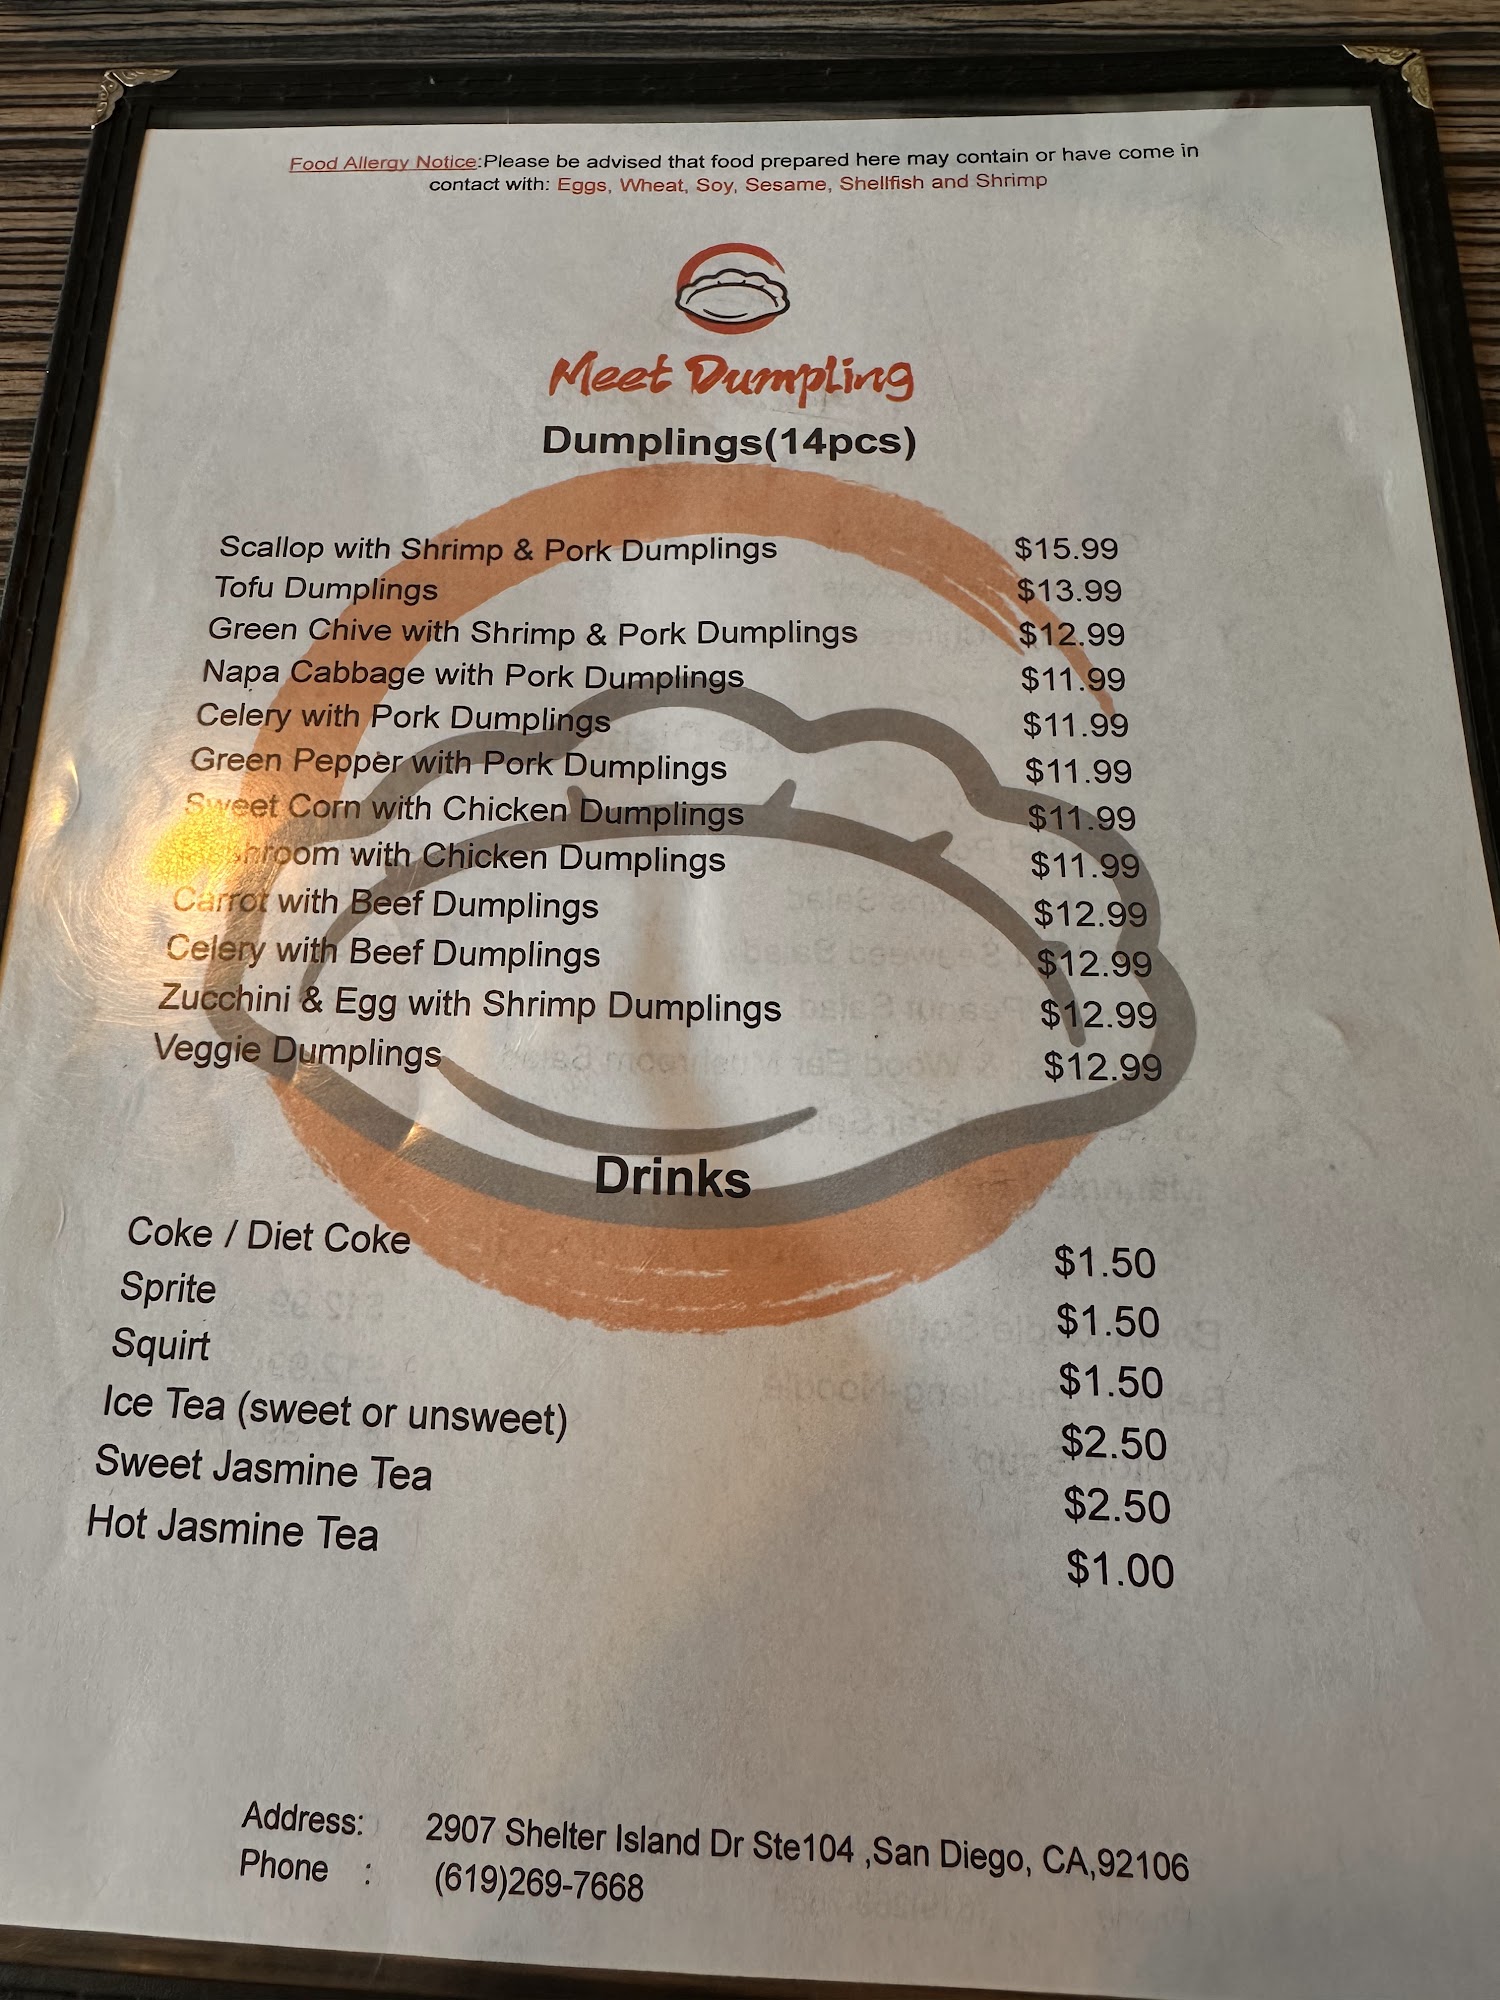 Food Allergy Notice:Please be advised that food prepared here may contain or have come in
contact with: Eggs, Wheat, Soy, Sesame, Shellfish and Shrimp
Meet Dumpling
Dumplings(14pcs)
Scallop with Shrimp & Pork Dumplings $15.99
Tofu Dumplings $13.99
Green Chive with Shrimp & Pork Dumplings $12.99
Napa Cabbage with Pork Dumplings $11.99
Celery with Pork Dumplings $11.99
Green Pepper with Pork Dumplings $11.99
Sweet Corn with Chicken Dumplings $11.99
Mushroom with Chicken Dumplings $11.99
Carrot with Beef Dumplings $12.99
Celery with Beef Dumplings $12.99
Zucchini & Egg with Shrimp Dumplings $12.99
Veggie Dumplings $12.99
Drinks
Coke / Diet Coke $1.50
Sprite $1.50
Squirt $1.50
Ice Tea (sweet or unsweet) $2.50
Sweet Jasmine Tea $2.50
Hot Jasmine Tea $1.00
Address: 2907 Shelter Island Dr Ste104 ,San Diego, CA,92106
Phone : (619)269-7668